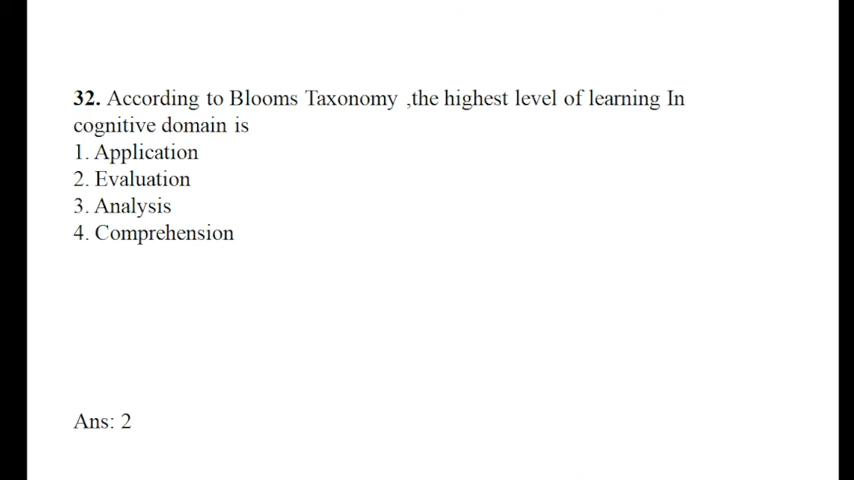 32. According to Blooms Taxonomy ,the highest level of learning In
cognitive domain is
1. Application
2. Evaluation
3. Analysis
4. Comprehension
Ans: 2